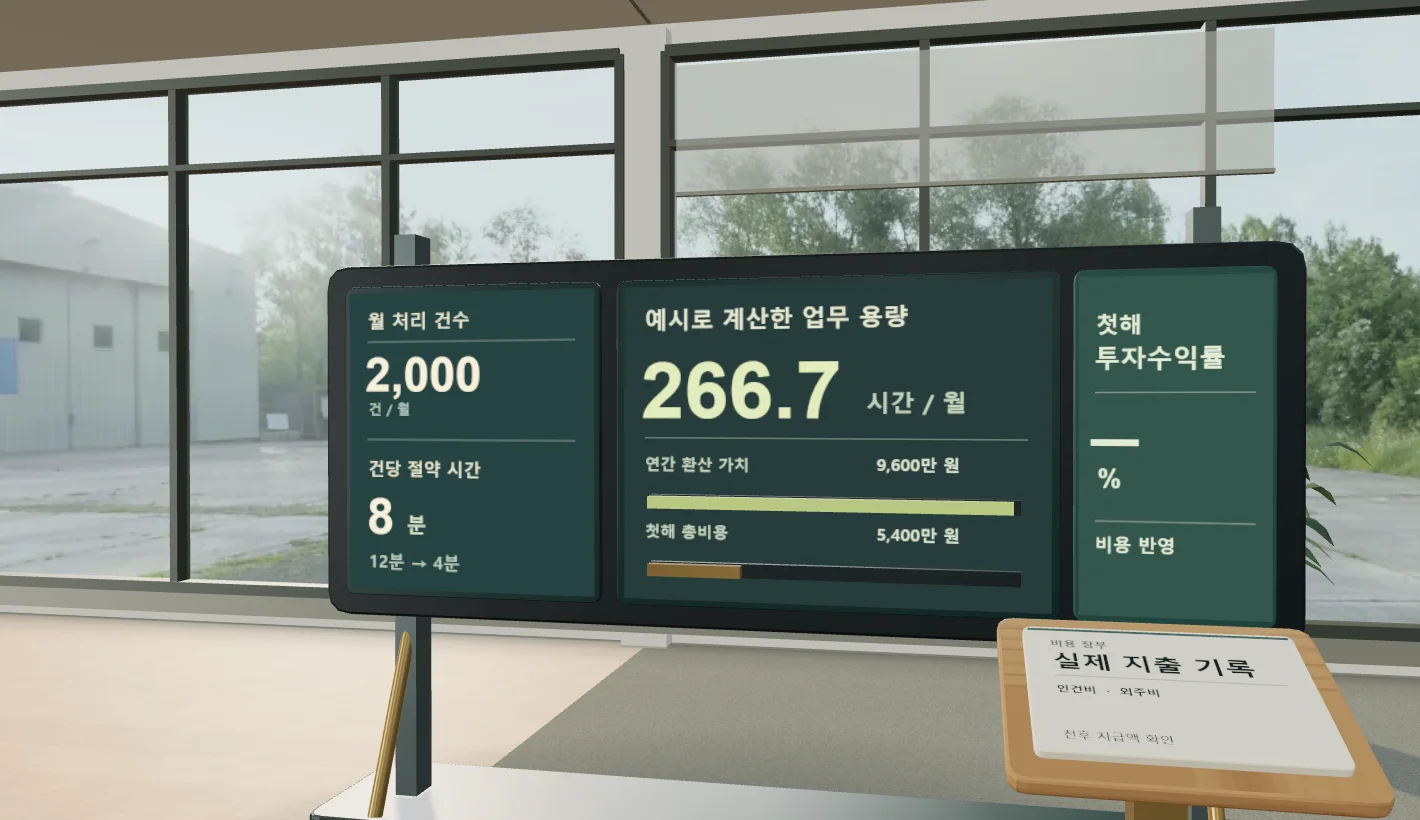 월 처리 건수
2,000
건 / 월
건당 절약 시간
8 분
12분 → 4분
예시로 계산한 업무 용량
266.7 시간 / 월
연간 환산 가치 9,600만 원
첫해 총비용 5,400만 원
첫해
투자수익률
—
%
비용 반영
비용 장부
실제 지출 기록
인건비 · 외주비
전후 지급액 확인